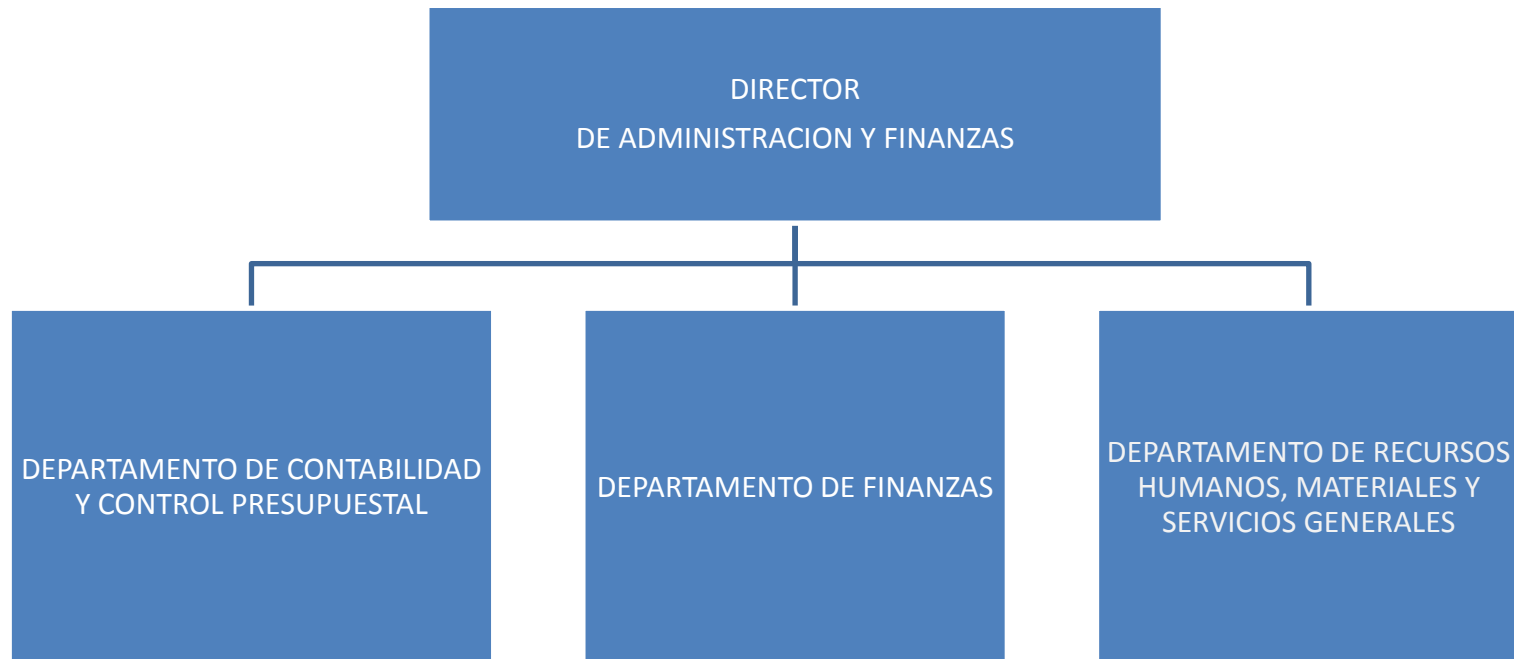 DIRECTOR
DE ADMINISTRACION Y FINANZAS
DEPARTAMENTO DE CONTABILIDAD
Y CONTROL PRESUPUESTAL
DEPARTAMENTO DE FINANZAS
DEPARTAMENTO DE RECURSOS
HUMANOS, MATERIALES Y
SERVICIOS GENERALES